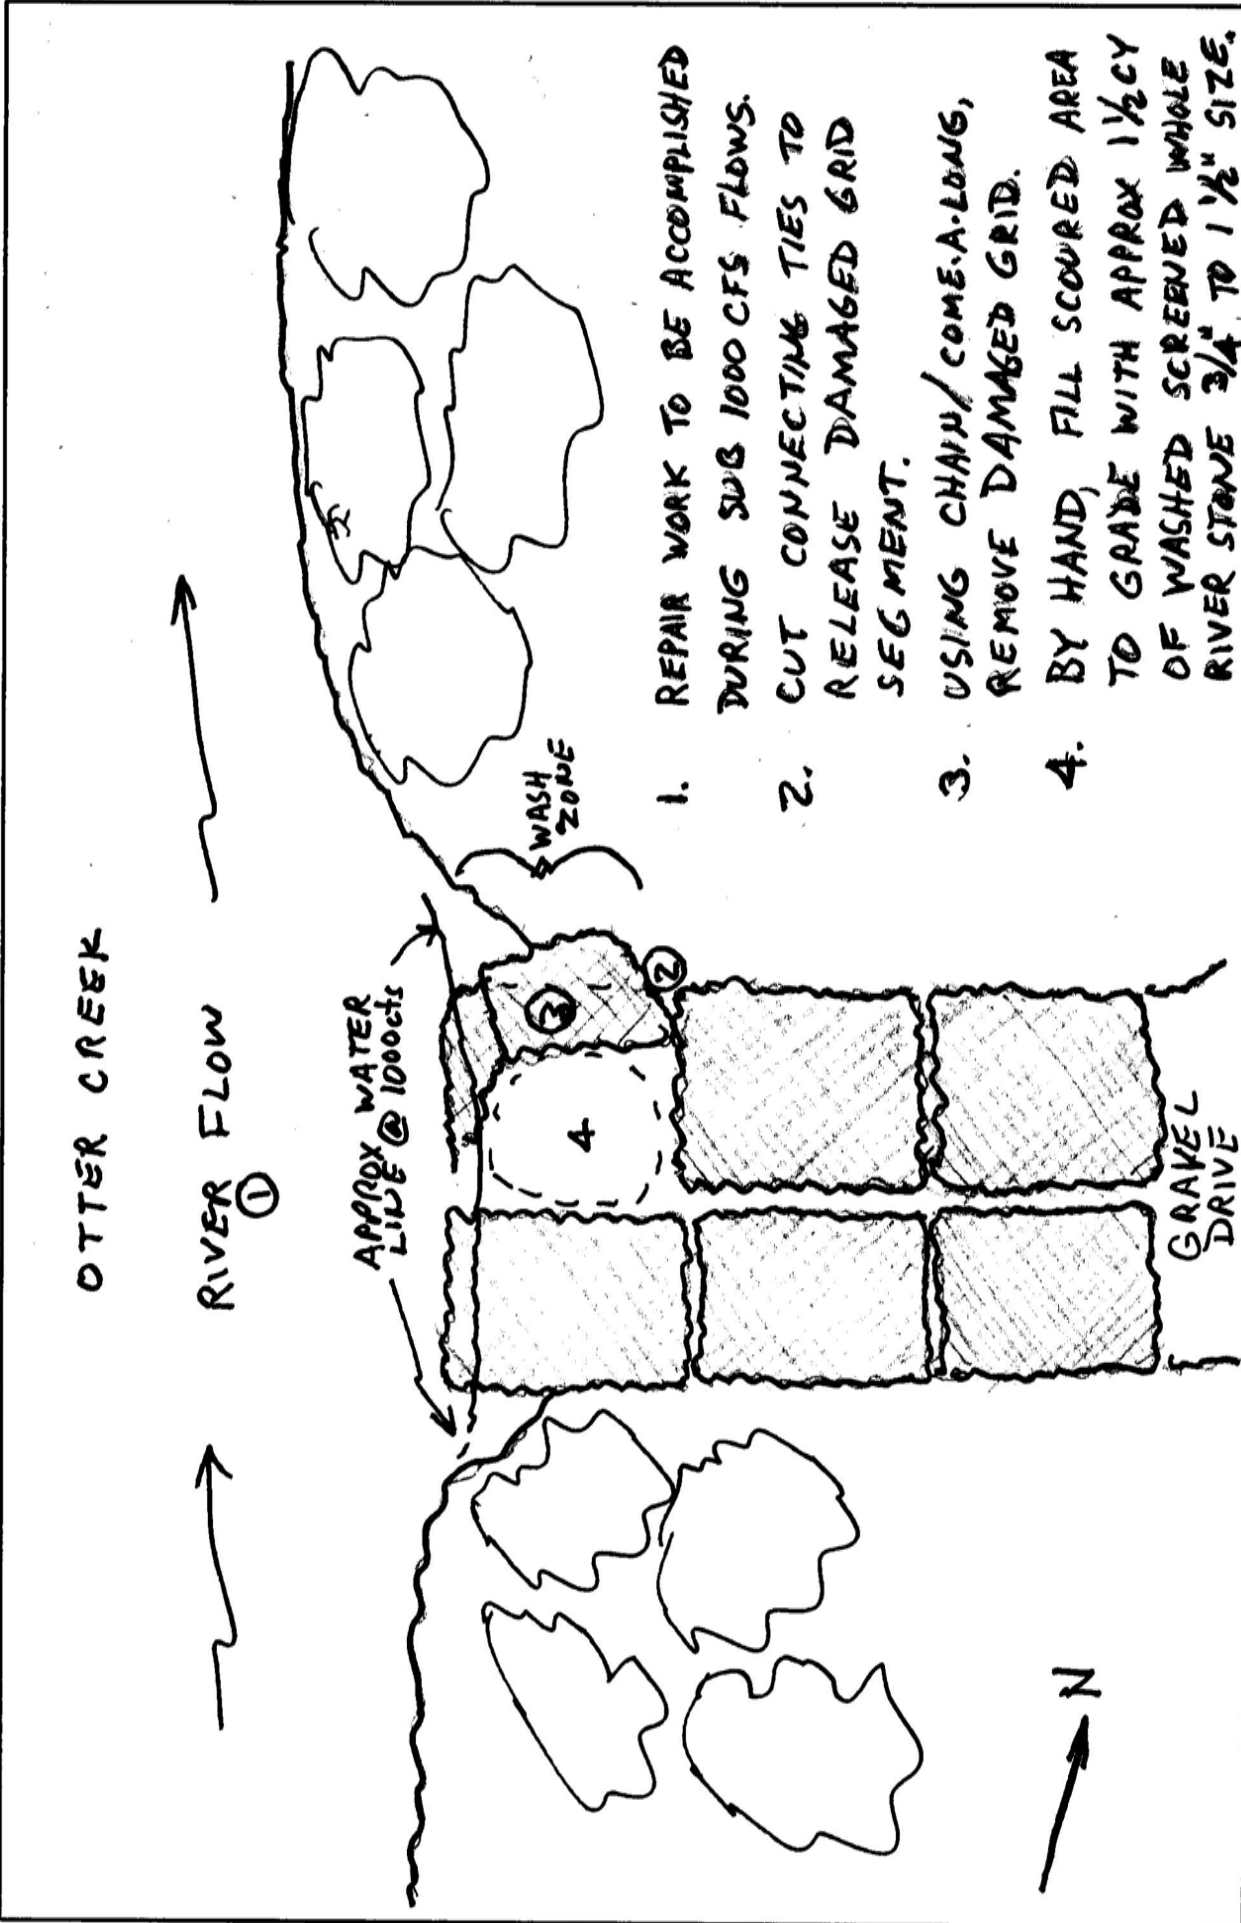 OTTER CREEK
RIVER FLOW
①
APPROX WATER
LINE @ 1000cts
WASH
ZONE
③
②
4
GRAVEL
DRIVE
N
1. REPAIR WORK TO BE ACCOMPLISHED
DURING SUB 1000 CFS FLOWS.
2. CUT CONNECTING TIES TO
RELEASE DAMAGED GRID
SEGMENT.
3. USING CHAIN/COME.A.LONG,
REMOVE DAMAGED GRID.
4. BY HAND, FILL SCOURED AREA
TO GRADE WITH APPROX 1½CY
OF WASHED SCREENED WHOLE
RIVER STONE 3/4" TO 1½" SIZE.